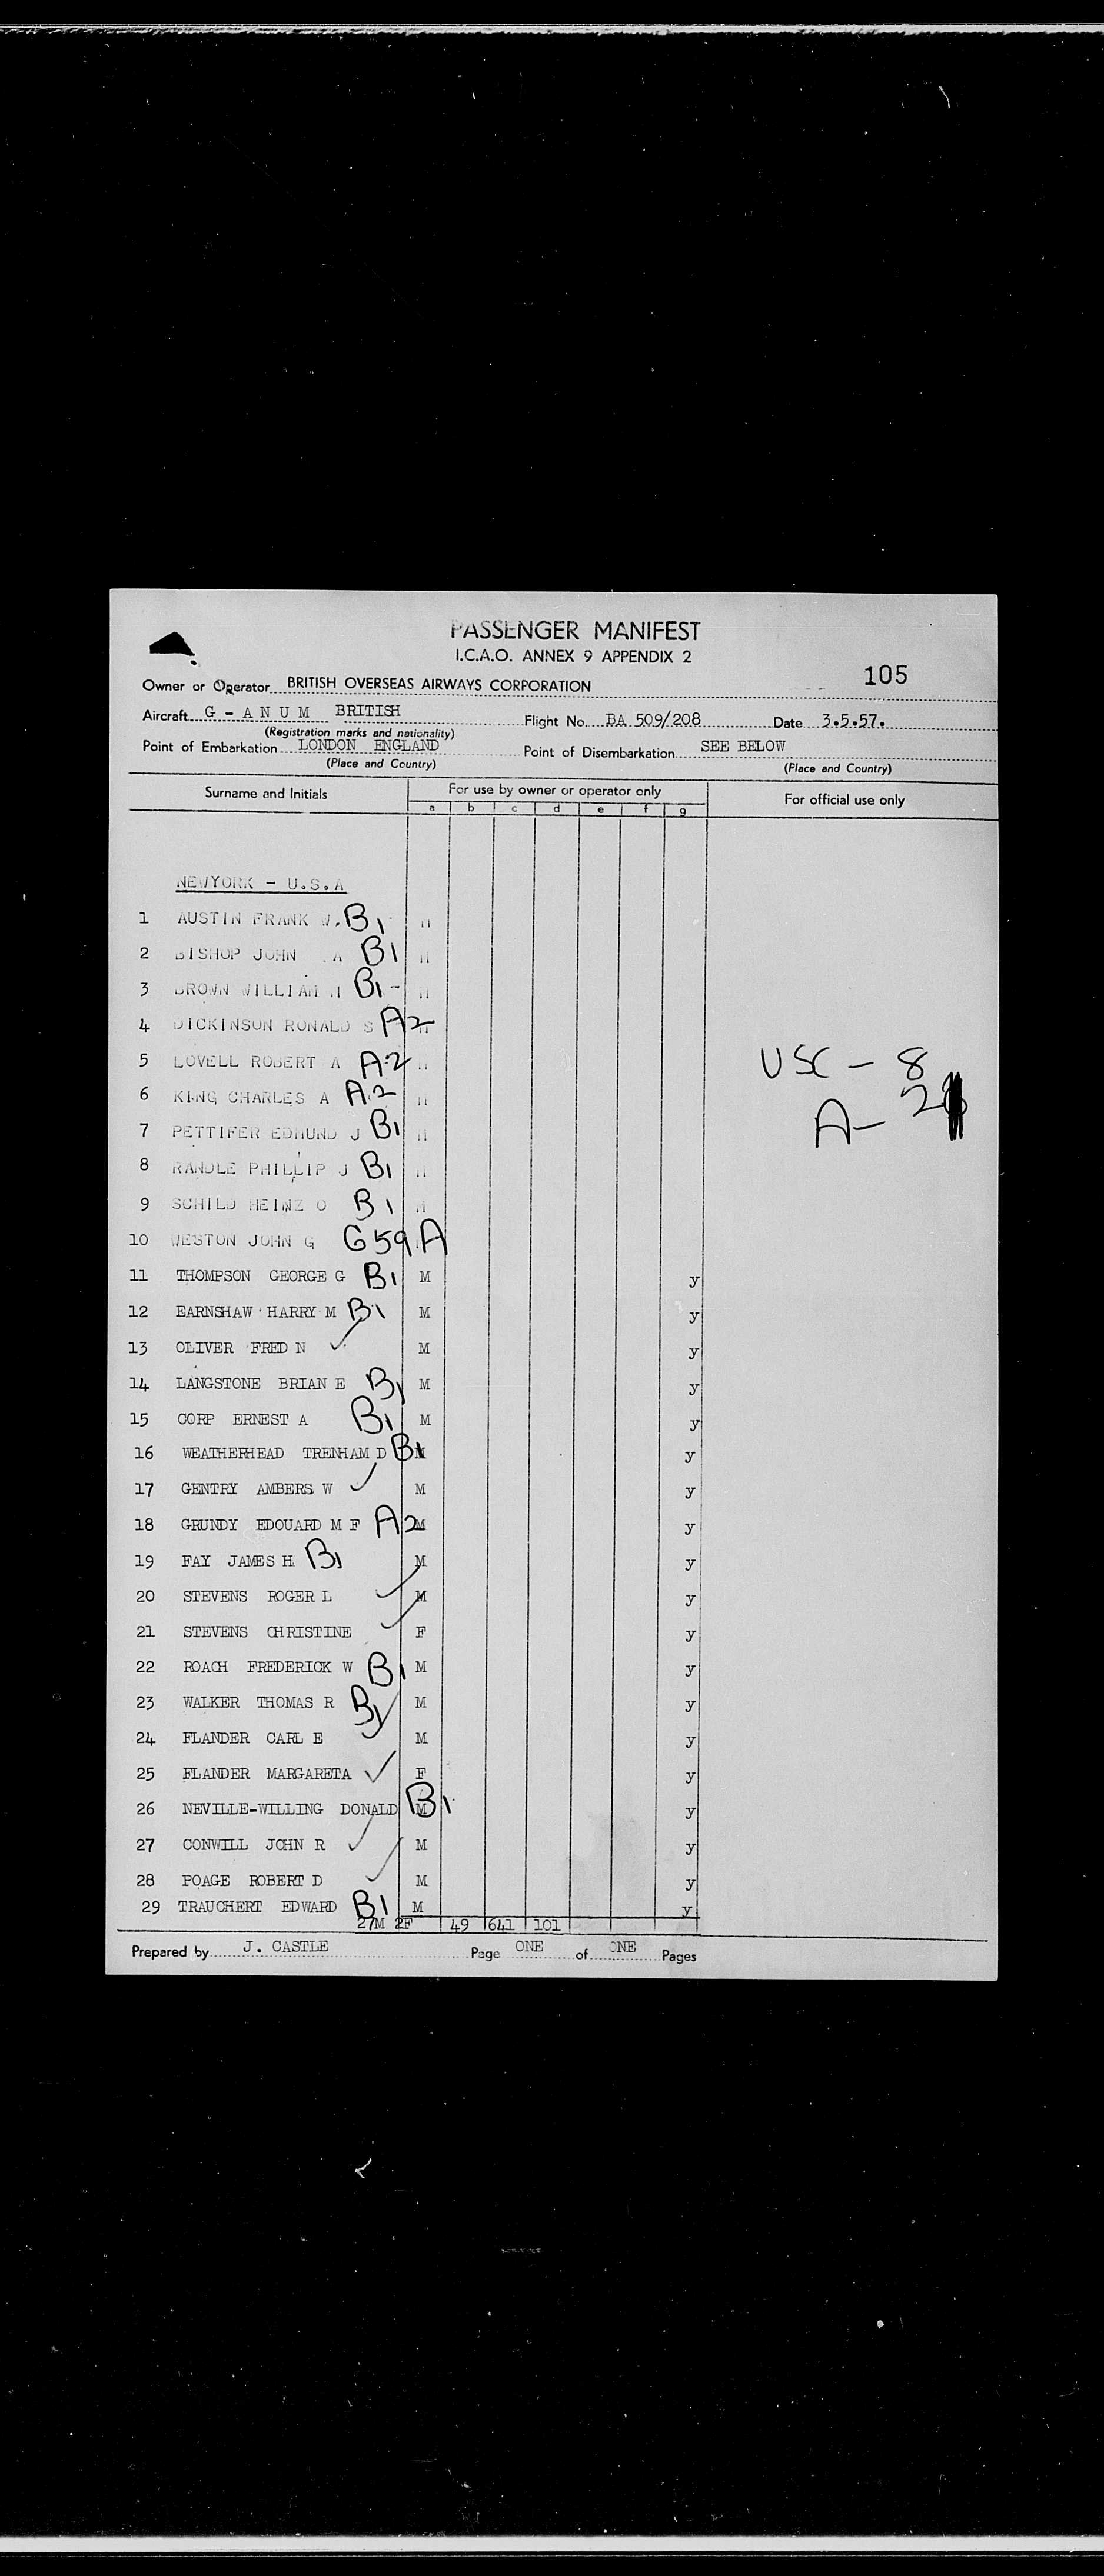 PASSENGER MANIFEST
I.C.A.O. ANNEX 9 APPENDIX 2
105
Owner or Operator BRITISH OVERSEAS AIRWAYS CORPORATION
Aircraft G - A N U M BRITISH Flight No. BA 509/208 Date 3.5.57.
(Registration marks and nationality)
Point of Embarkation LONDON ENGLAND Point of Disembarkation SEE BELOW
(Place and Country) (Place and Country)
Surname and Initials For use by owner or operator only For official use only
a b c d e f g
NEWYORK - U.S.A
1 AUSTIN FRANK W. B1
2 BISHOP JOHN A B1
3 BROWN WILLIAM H B1 -
4 DICKINSON RONALD S A2
5 LOVELL ROBERT A A2
USC - 8
6 KING CHARLES A A2
A - 2
7 PETTIFER EDMUND J B1
8 RANDLE PHILLIP J B1
9 SCHILD HEINZ O B1 M
10 WESTON JOHN G G59A
11 THOMPSON GEORGE G B1 M y
12 EARNSHAW HARRY M B1 M y
13 OLIVER FRED N ✓ M y
14 LANGSTONE BRIAN E B1 M y
15 CORP ERNEST A B1 M y
16 WEATHERHEAD TRENHAM D B1 M y
17 GENTRY AMBERS W ✓ M y
18 GRUNDY EDOUARD M F A2 M y
19 FAY JAMES H B1 M y
20 STEVENS ROGER L ✓ M y
21 STEVENS CHRISTINE ✓ F y
22 ROACH FREDERICK W B1 M y
23 WALKER THOMAS R B1 M y
24 FLANDER CARL E ✓ M y
25 FLANDER MARGARETA ✓ F y
26 NEVILLE-WILLING DONALD B1 M y
27 CONWILL JOHN R ✓ M y
28 POAGE ROBERT D ✓ M y
29 TRAUCHERT EDWARD B1 M y
27M 2F 49 641 101
Prepared by J. CASTLE Page ONE of ONE Pages